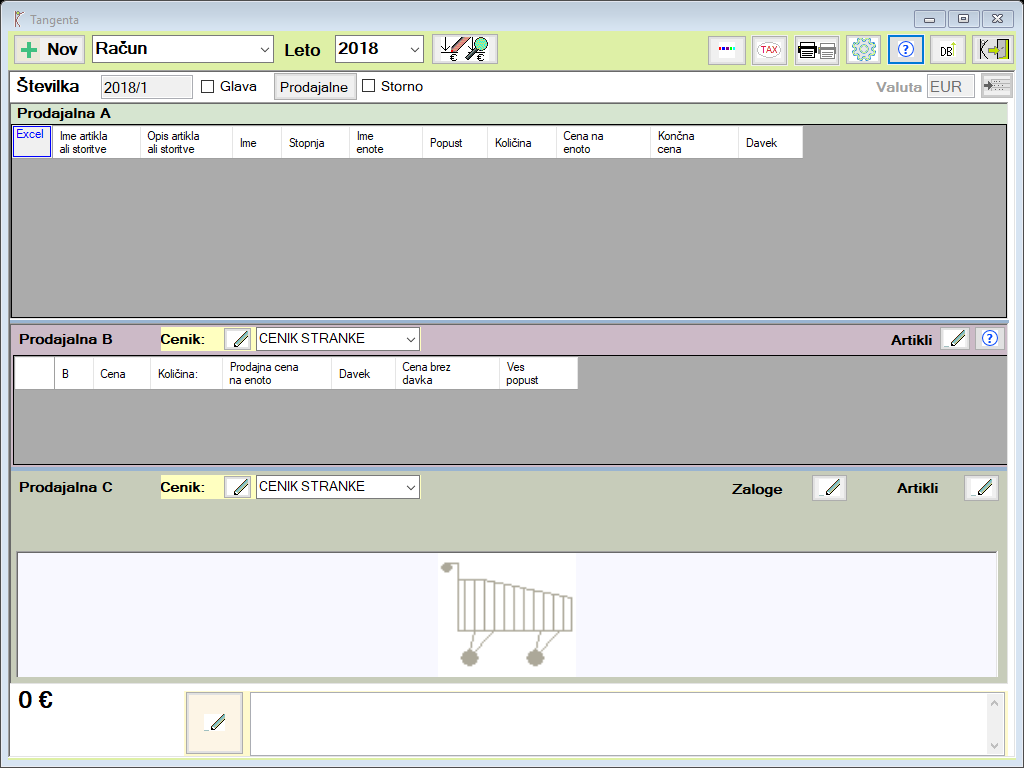 Tangenta
Nov Račun Leto 2018 € € TAX ? DB
Številka 2018/1 Glava Prodajalne Storno Valuta EUR
Prodajalna A
Excel Ime artikla ali storitve Opis artikla ali storitve Ime Stopnja Ime enote Popust Količina Cena na enoto Končna cena Davek
Prodajalna B Cenik: CENIK STRANKE Artikli ?
B Cena Količina: Prodajna cena na enoto Davek Cena brez davka Ves popust
Prodajalna C Cenik: CENIK STRANKE Zaloge Artikli
0 €